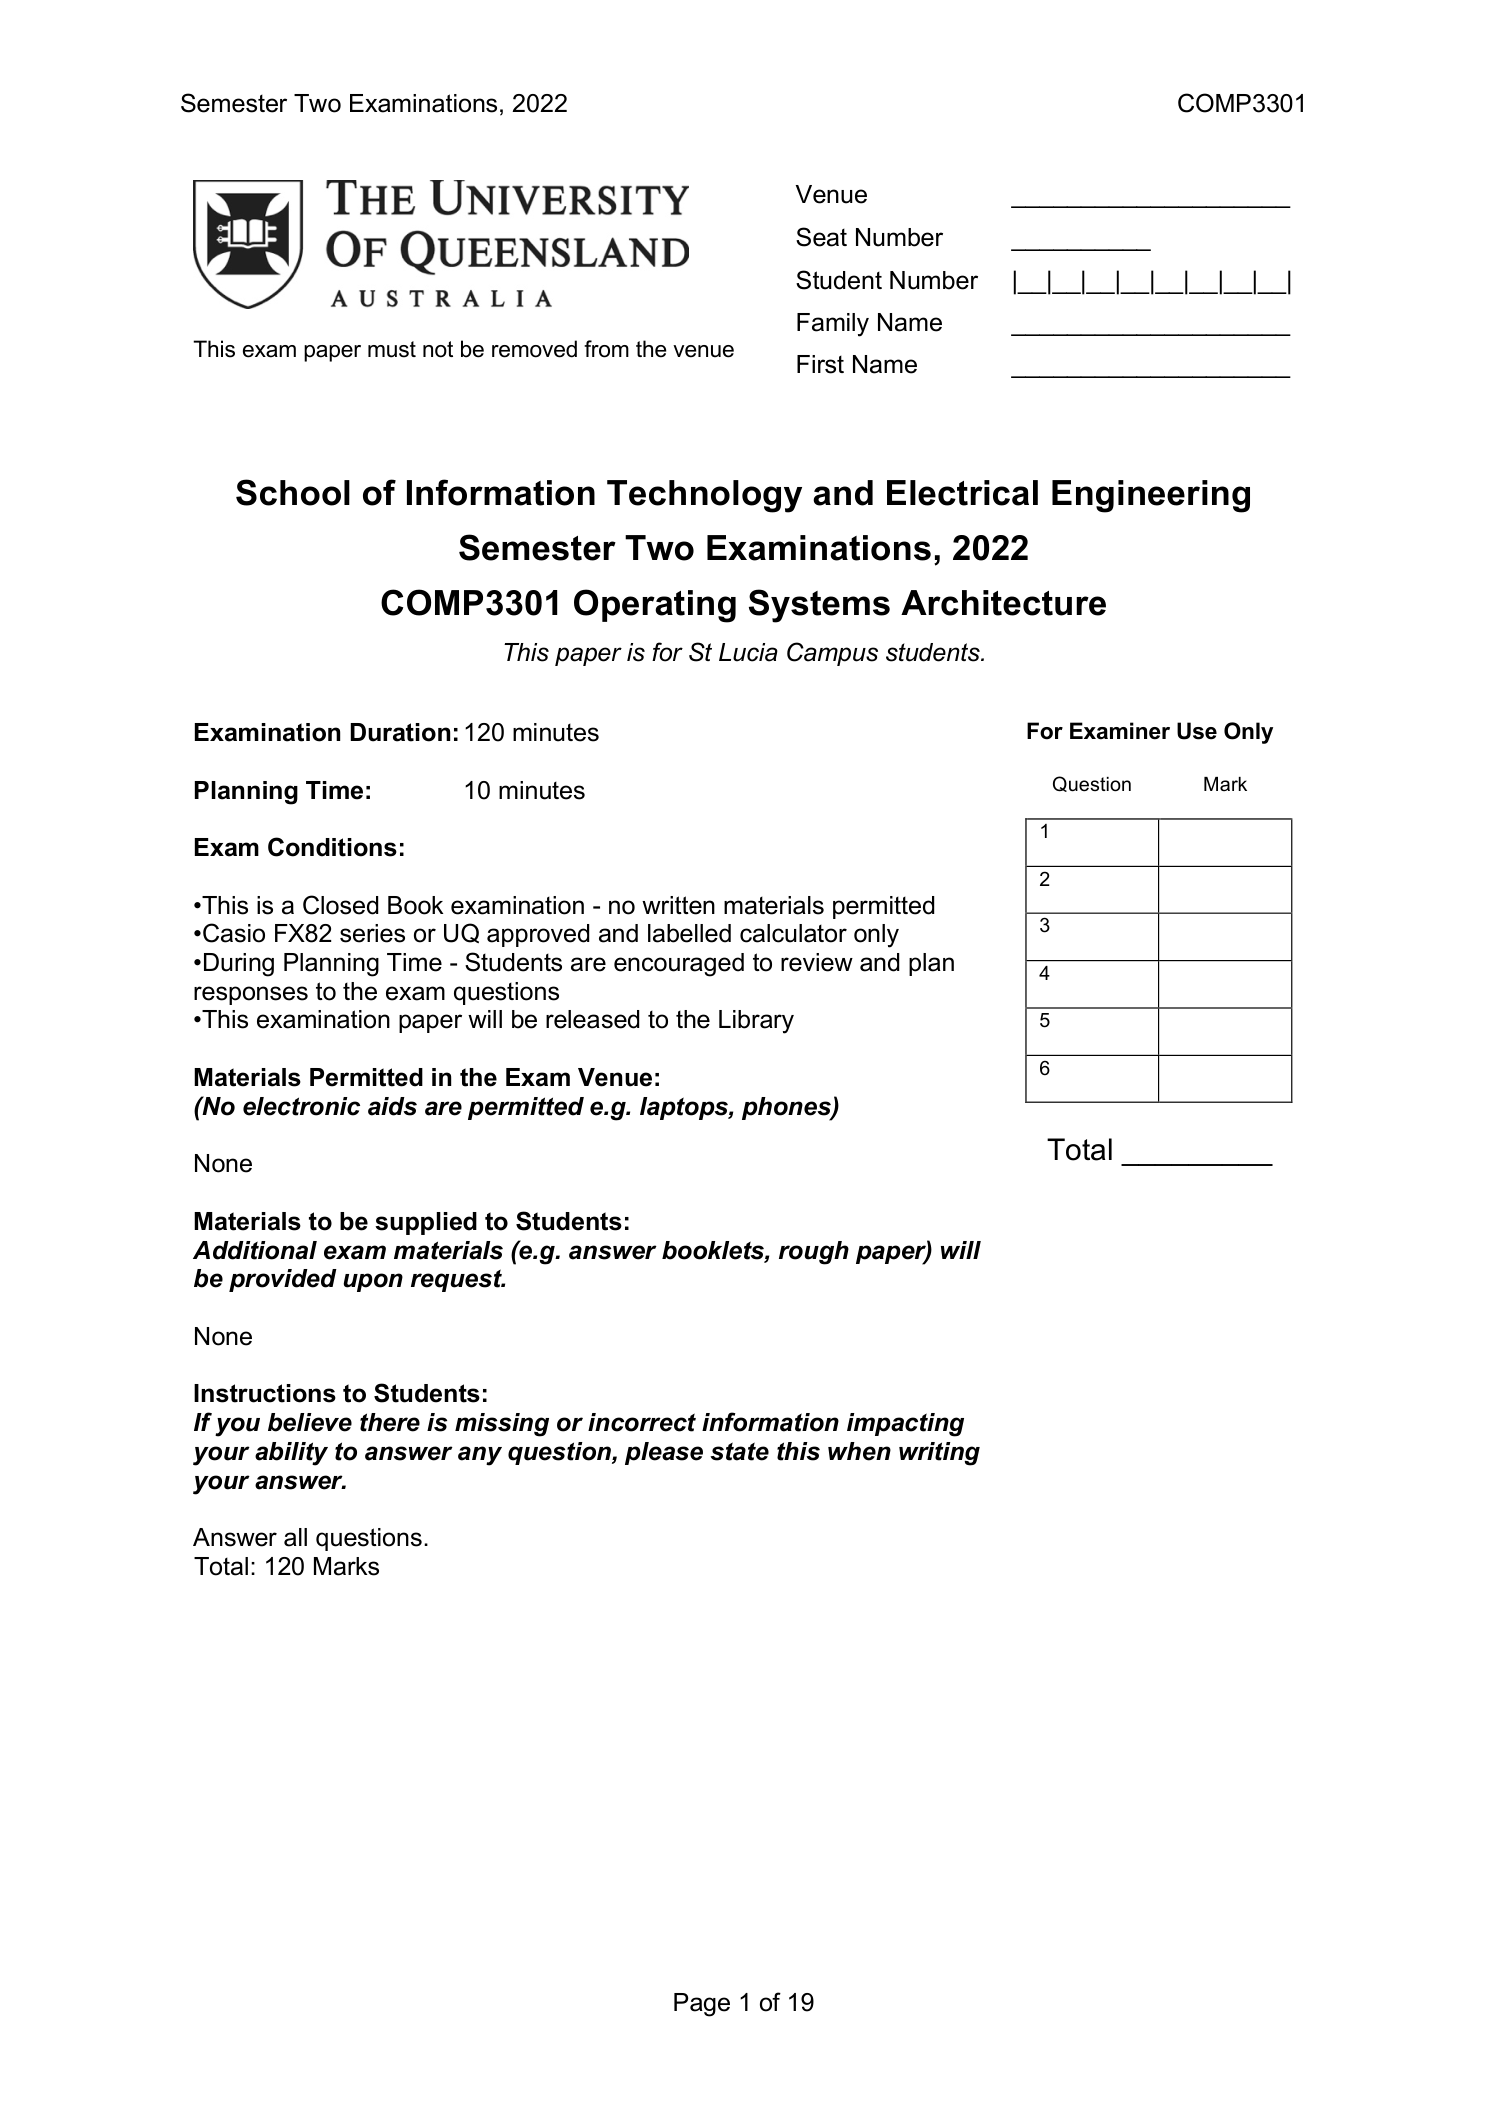 Semester Two Examinations, 2022 COMP3301
THE UNIVERSITY
OF QUEENSLAND
AUSTRALIA
This exam paper must not be removed from the venue
Venue ____________________
Seat Number __________
Student Number |__|__|__|__|__|__|__|__|
Family Name ____________________
First Name ____________________
School of Information Technology and Electrical Engineering
Semester Two Examinations, 2022
COMP3301 Operating Systems Architecture
This paper is for St Lucia Campus students.
Examination Duration: 120 minutes
Planning Time: 10 minutes
Exam Conditions:
•This is a Closed Book examination - no written materials permitted
•Casio FX82 series or UQ approved and labelled calculator only
•During Planning Time - Students are encouraged to review and plan
responses to the exam questions
•This examination paper will be released to the Library
Materials Permitted in the Exam Venue:
(No electronic aids are permitted e.g. laptops, phones)
None
Materials to be supplied to Students:
Additional exam materials (e.g. answer booklets, rough paper) will
be provided upon request.
None
Instructions to Students:
If you believe there is missing or incorrect information impacting
your ability to answer any question, please state this when writing
your answer.
Answer all questions.
Total: 120 Marks
For Examiner Use Only
Question Mark
1
2
3
4
5
6
Total __________
Page 1 of 19